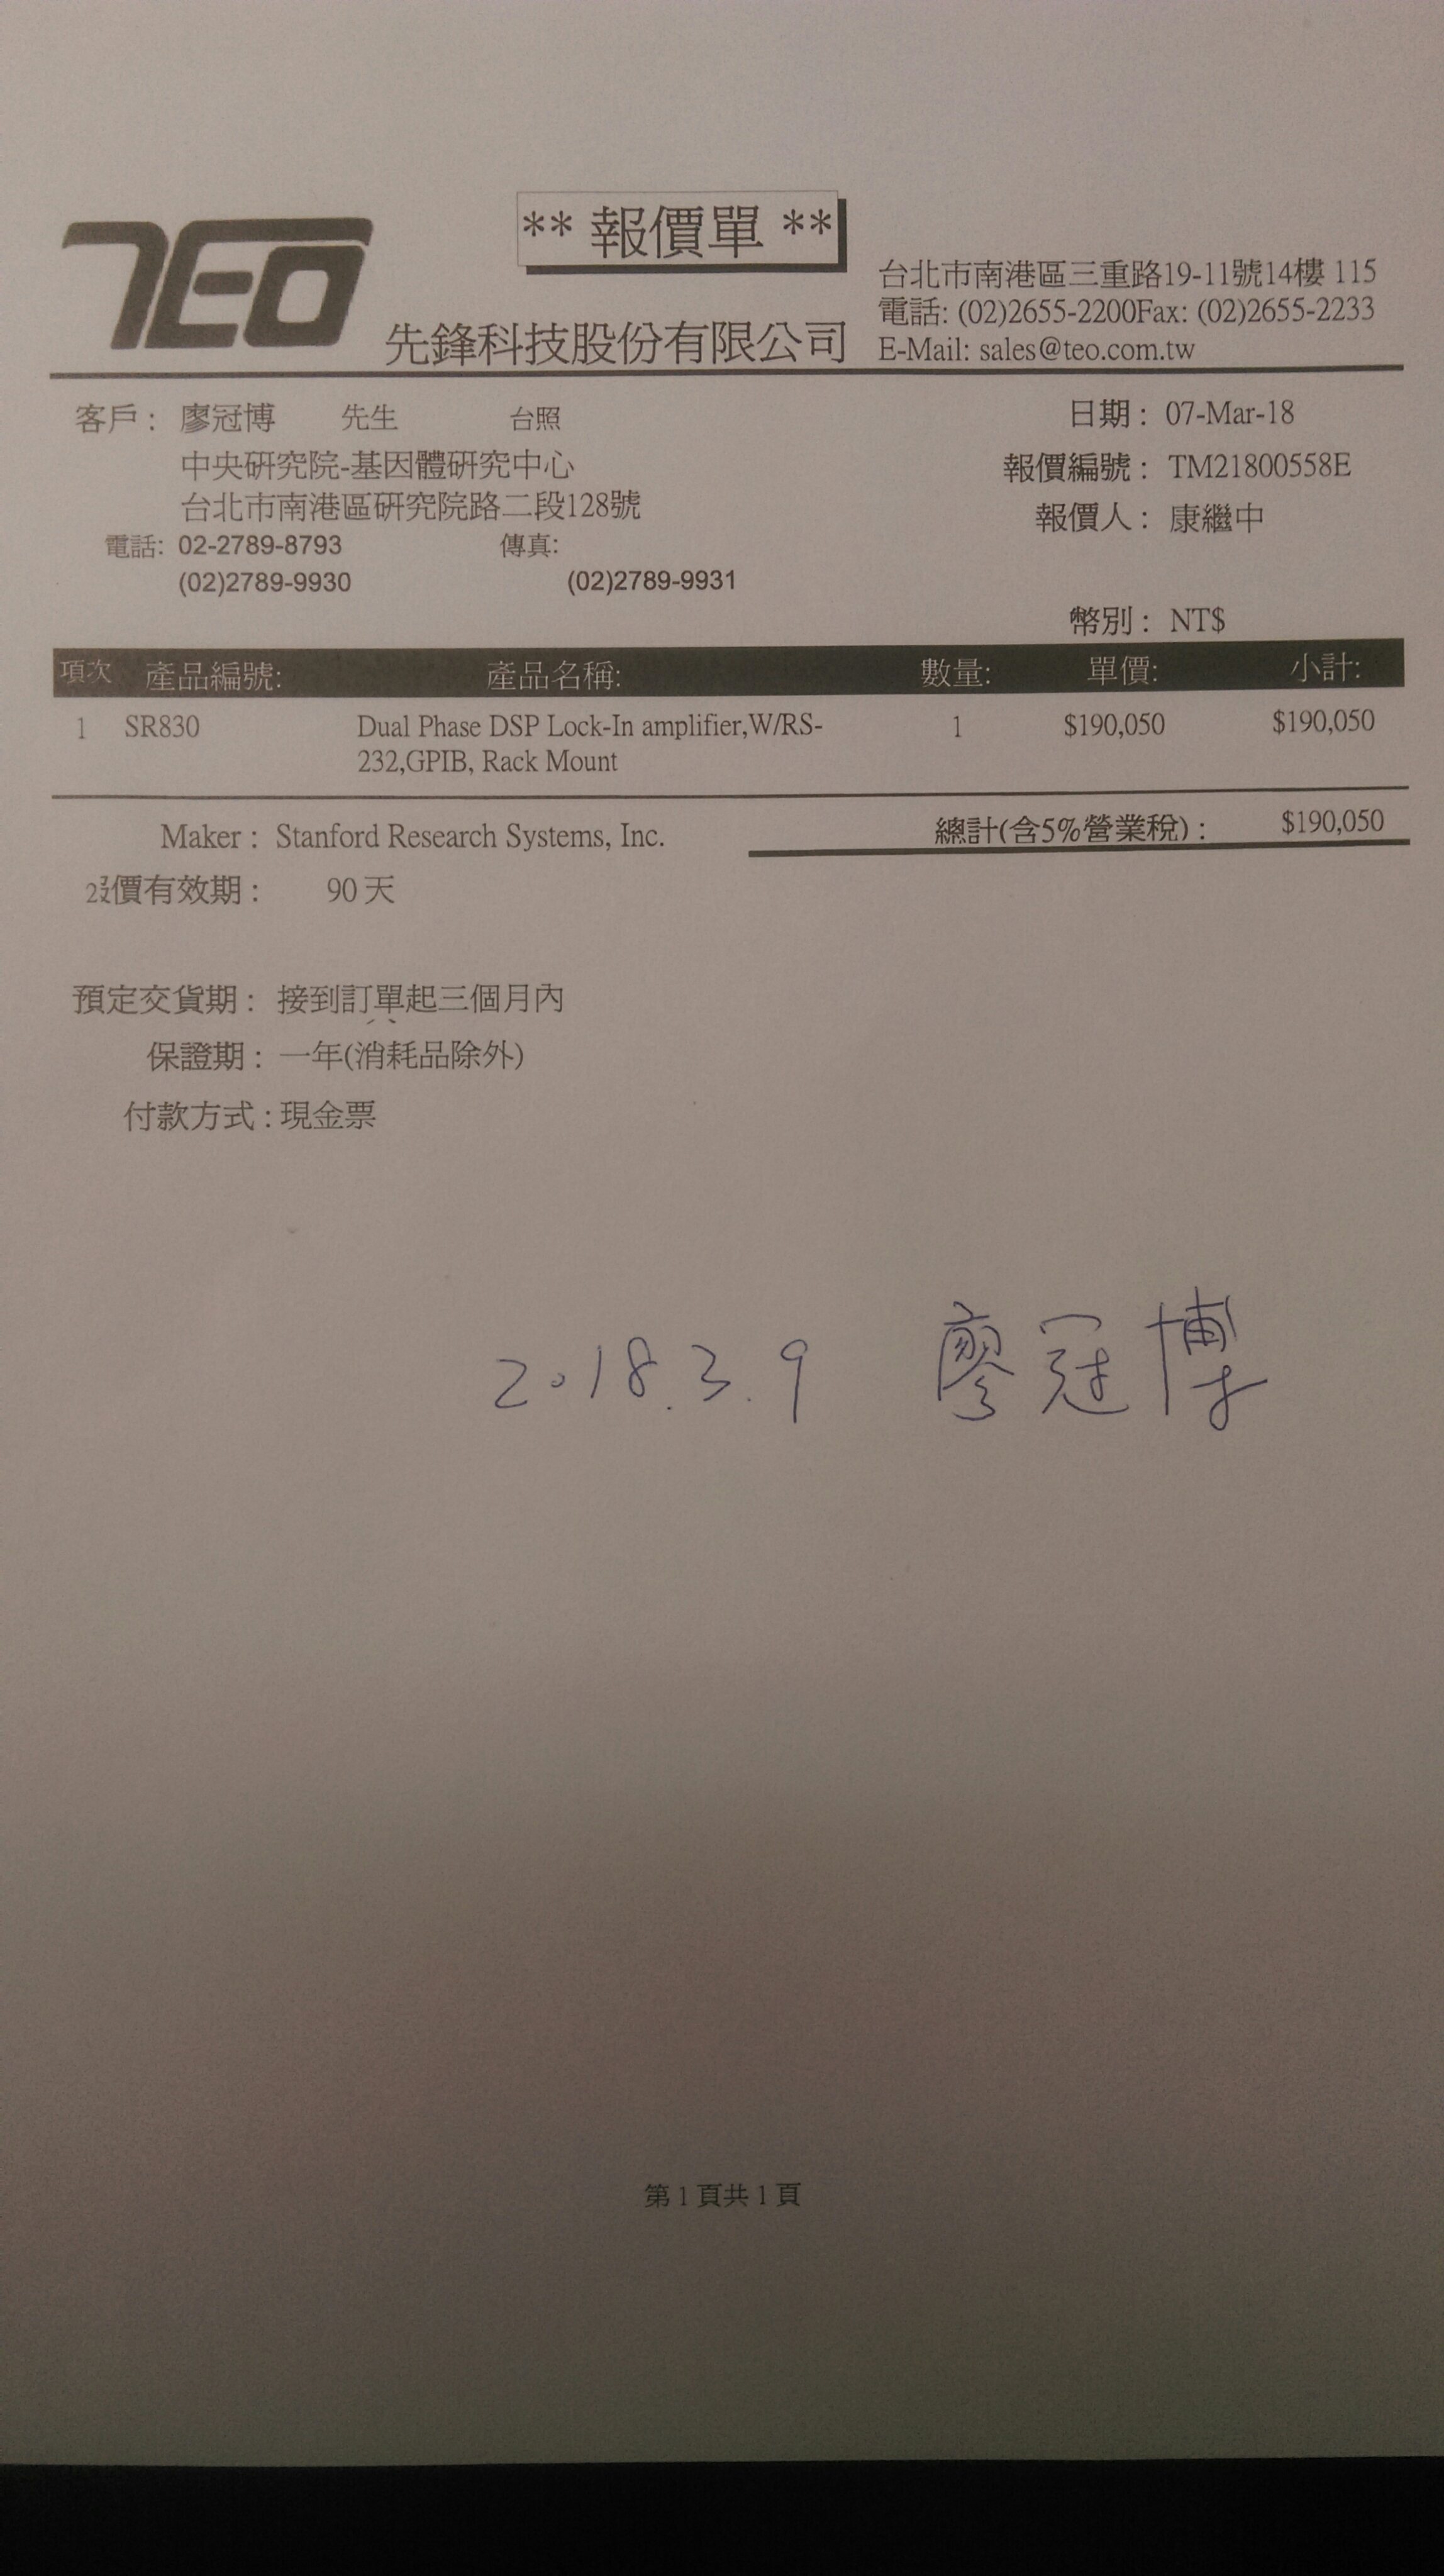 TEO
** 報價單 **
先鋒科技股份有限公司
台北市南港區三重路19-11號14樓 115
電話: (02)2655-2200Fax: (02)2655-2233
E-Mail: sales@teo.com.tw
客戶 : 廖冠博 先生 台照
中央研究院-基因體研究中心
台北市南港區研究院路二段128號
電話: 02-2789-8793 傳真:
(02)2789-9930 (02)2789-9931
日期 : 07-Mar-18
報價編號 : TM21800558E
報價人 : 康繼中
幣別 : NT$
項次 產品編號: 產品名稱: 數量: 單價: 小計:
1 SR830 Dual Phase DSP Lock-In amplifier,W/RS- 1 $190,050 $190,050
232,GPIB, Rack Mount
Maker : Stanford Research Systems, Inc. 總計(含5%營業稅) : $190,050
價有效期 : 90 天
預定交貨期 : 接到訂單起三個月內
保證期 : 一年(消耗品除外)
付款方式 : 現金票
2018.3.9 廖冠博
第 1 頁共 1 頁